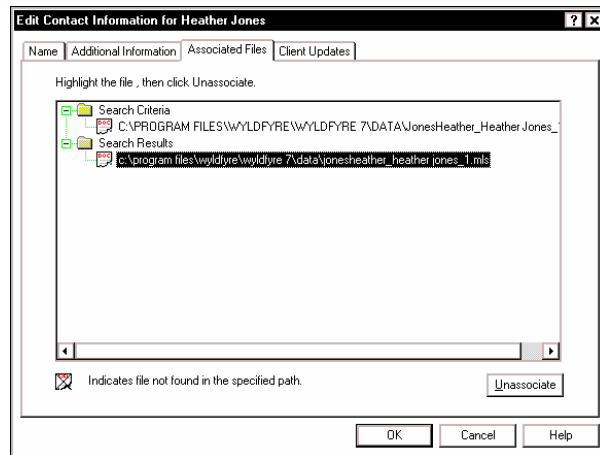 Edit Contact Information for Heather Jones
Name Additional Information Associated Files Client Updates
Highlight the file , then click Unassociate.
Search Criteria
C:\PROGRAM FILES\WYLDFYRE\WYLDFYRE 7\DATA\JonesHeather_Heather Jones_
Search Results
c:\program files\wyldfyre\wyldfyre 7\data\jonesheather_heather jones_1.mls
Indicates file not found in the specified path.
Unassociate
OK Cancel Help